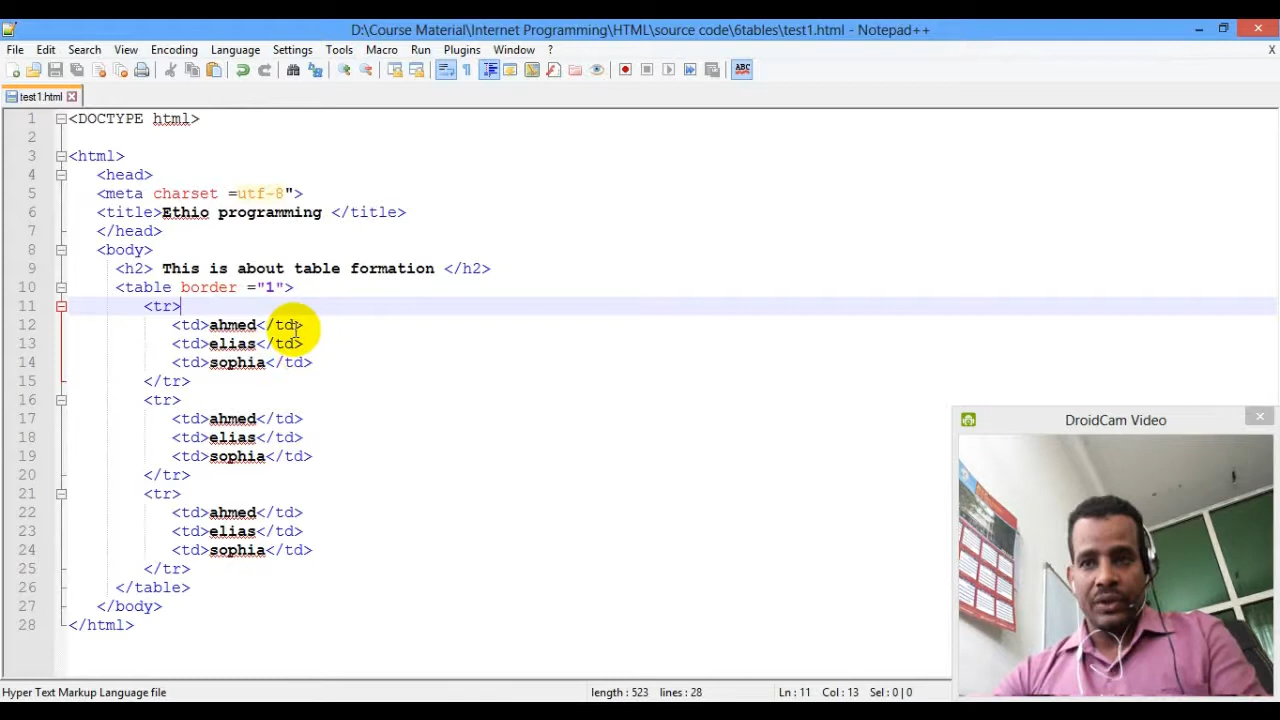 D:\Course Material\Internet Programming\HTML\source code\6tables\test1.html - Notepad++
File Edit Search View Encoding Language Settings Tools Macro Run Plugins Window ? X
ABC
test1.html
1 <DOCTYPE html>
2
3 <html>
4 <head>
5 <meta charset =utf-8">
6 <title>Ethio programming </title>
7 </head>
8 <body>
9 <h2> This is about table formation </h2>
10 <table border ="1">
11 <tr>
12 <td>ahmed</td>
13 <td>elias</td>
14 <td>sophia</td>
15 </tr>
16 <tr>
17 <td>ahmed</td>
18 <td>elias</td>
19 <td>sophia</td>
20 </tr>
21 <tr>
22 <td>ahmed</td>
23 <td>elias</td>
24 <td>sophia</td>
25 </tr>
26 </table>
27 </body>
28 </html>
DroidCam Video
Hyper Text Markup Language file length : 523 lines : 28 Ln : 11 Col : 13 Sel : 0 | 0